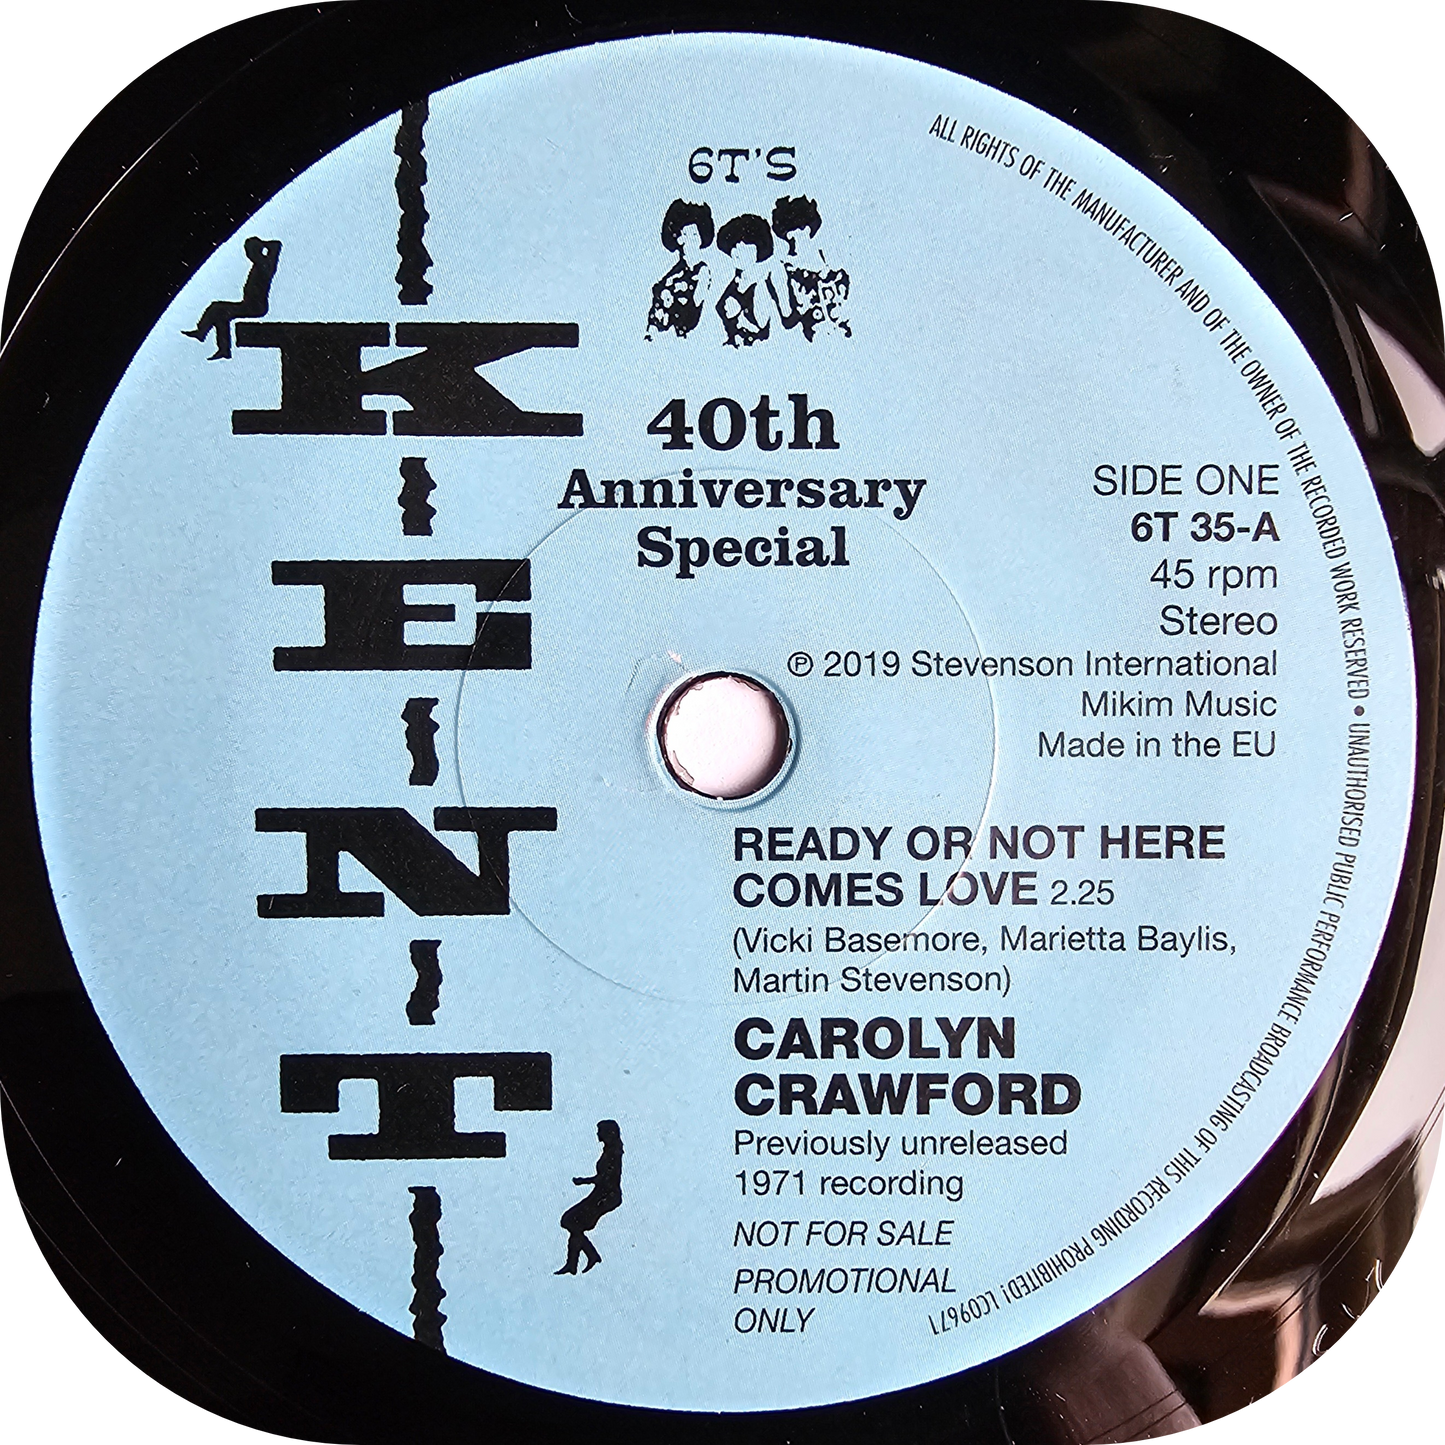 6T'S
40th
Anniversary
Special
KENT
SIDE ONE
6T 35-A
45 rpm
Stereo
℗ 2019 Stevenson International
Mikim Music
Made in the EU
READY OR NOT HERE
COMES LOVE 2.25
(Vicki Basemore, Marietta Baylis,
Martin Stevenson)
CAROLYN
CRAWFORD
Previously unreleased
1971 recording
NOT FOR SALE
PROMOTIONAL
ONLY
ALL RIGHTS OF THE MANUFACTURER AND OF THE OWNER OF THE RECORDED WORK RESERVED • UNAUTHORISED PUBLIC PERFORMANCE BROADCASTING OF THIS RECORDING PROHIBITED! LC09671